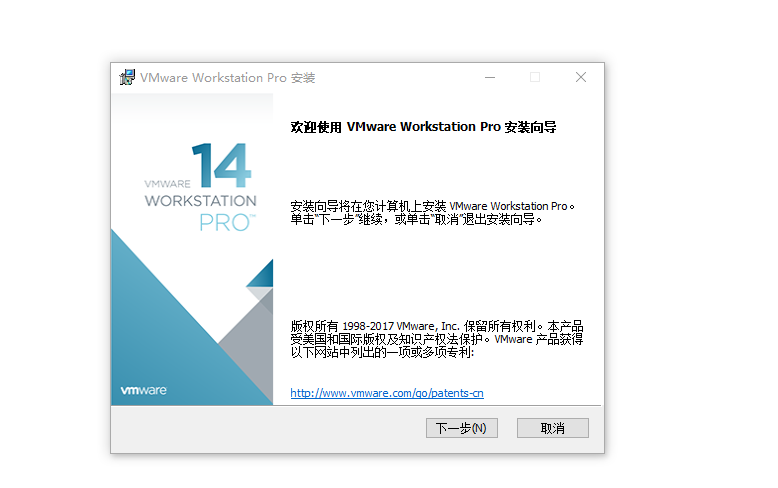 VMware Workstation Pro 安装
14
VMWARE
WORKSTATION
PRO™
vmware
欢迎使用 VMware Workstation Pro 安装向导
安装向导将在您计算机上安装 VMware Workstation Pro。
单击“下一步”继续，或单击“取消”退出安装向导。
版权所有 1998-2017 VMware, Inc. 保留所有权利。本产品
受美国和国际版权及知识产权法保护。VMware 产品获得
以下网站中列出的一项或多项专利:
http://www.vmware.com/go/patents-cn
下一步(N)
取消